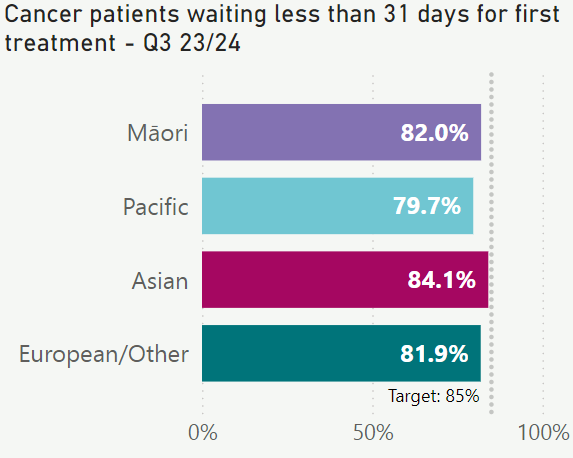 Cancer patients waiting less than 31 days for first
treatment - Q3 23/24
Māori 82.0%
Pacific 79.7%
Asian 84.1%
European/Other 81.9%
Target: 85%
0% 50% 100%